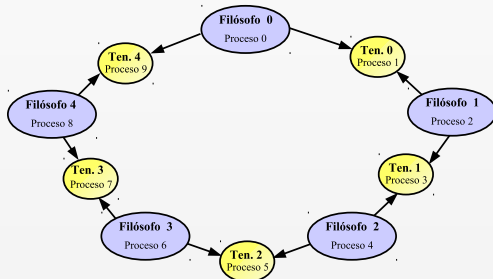 Filósofo 0
Proceso 0
Ten. 4
Proceso 9
Ten. 0
Proceso 1
Filósofo 4
Proceso 8
Filósofo 1
Proceso 2
Ten. 3
Proceso 7
Ten. 1
Proceso 3
Filósofo 3
Proceso 6
Filósofo 2
Proceso 4
Ten. 2
Proceso 5